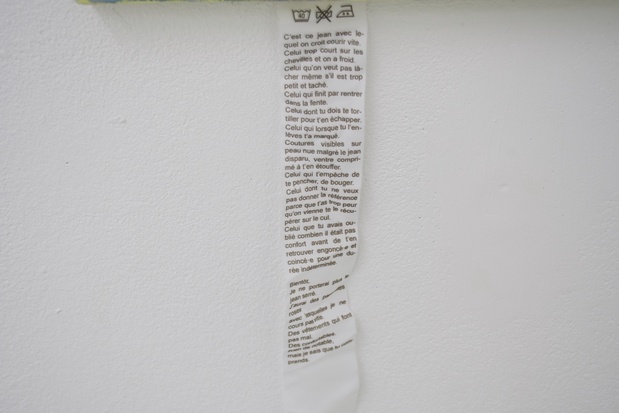 40
C'est ce jean avec le-
quel on croit courir vite.
Celui trop court sur les
chevilles et on a froid.
Celui qu'on veut pas lâ-
cher même s'il est trop
petit et taché.
Celui qui finit par rentrer
dans la fente.
Celui dont tu dois te tor-
tiller pour t'en échapper.
Celui qui lorsque tu l'en-
lèves t'a marqué.
Coutures visibles sur
peau nue malgré le jean
disparu, ventre compri-
mé à t'en étouffer.
Celui qui t'empêche de
te pencher, de bouger.
Celui dont tu ne veux
pas donner la référence
parce que t'as trop peur
qu'on vienne te le récu-
pérer sur le cul.
Celui que tu avais ou-
blié combien il était pas
confort avant de t'en
retrouver engoncé·e et
coincé·e pour une du-
rée indéterminée.
Bientôt,
Je ne porterai plus
jean serré.
J'aurai des
avec lesquelles je ne
cours pas vite.
Des vêtements qui font
pas mal.
Des
mais je sais que tu
prends.